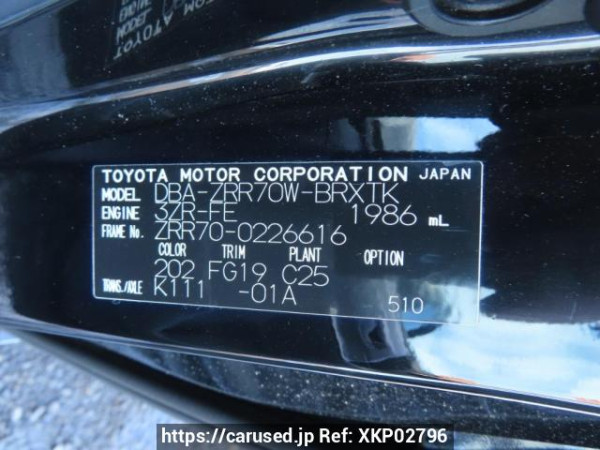 TOYOTA MOTOR CORPORATION JAPAN
MODEL DBA-ZRR70W-BRXTK
ENGINE 3ZR-FE 1986 mL
FRAME No. ZRR70-0226616
COLOR TRIM PLANT OPTION
202 FG19 C25
TRANS./AXLE K111 -01A
510
https://carused.jp Ref: XKP02796